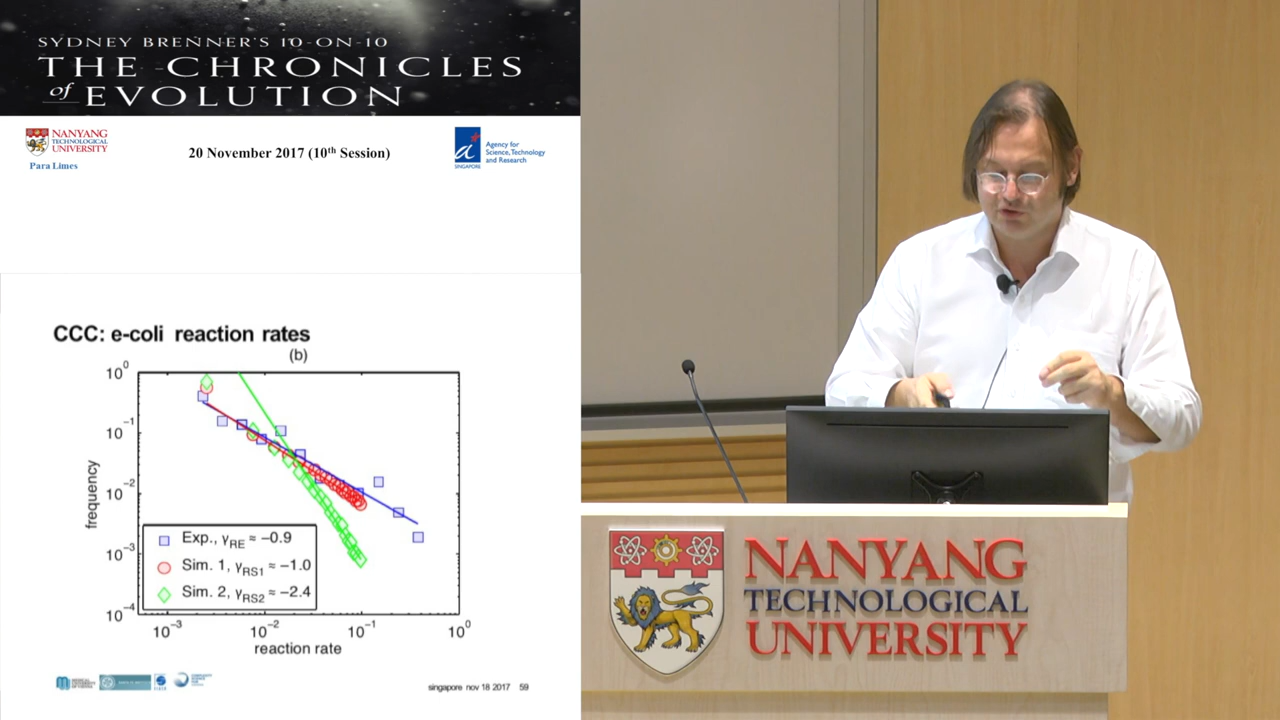 SYDNEY BRENNER'S 10-ON-10
THE CHRONICLES
of EVOLUTION
NANYANG
TECHNOLOGICAL
UNIVERSITY
Para Limes
20 November 2017 (10th Session)
SINGAPORE
Agency for
Science, Technology
and Research
CCC: e-coli reaction rates
(b)
10^0
10^−1
10^−2
10^−3
10^−4
frequency
Exp., γRE ≈ −0.9
Sim. 1, γRS1 ≈ −1.0
Sim. 2, γRS2 ≈ −2.4
10^−3 10^−2 10^−1 10^0
reaction rate
singapore nov 18 2017 59
NANYANG
TECHNOLOGICAL
UNIVERSITY